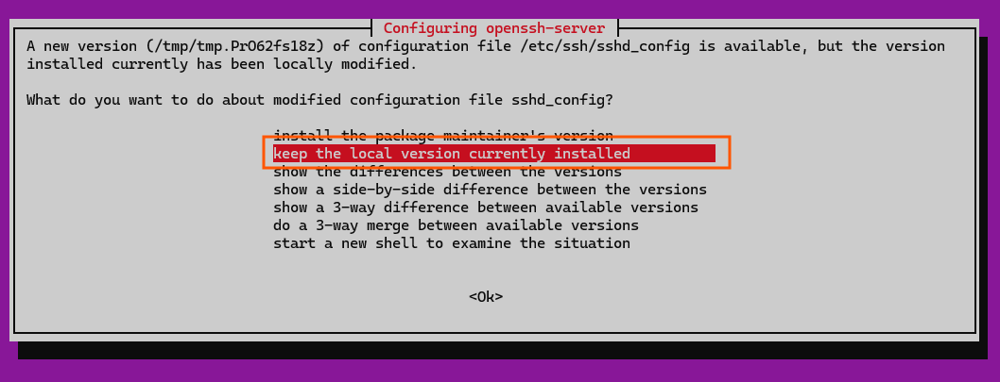 Configuring openssh-server
A new version (/tmp/tmp.PrO62fs18z) of configuration file /etc/ssh/sshd_config is available, but the version
installed currently has been locally modified.
What do you want to do about modified configuration file sshd_config?
install the package maintainer's version
keep the local version currently installed
show the differences between the versions
show a side-by-side difference between the versions
show a 3-way difference between available versions
do a 3-way merge between available versions
start a new shell to examine the situation
<Ok>